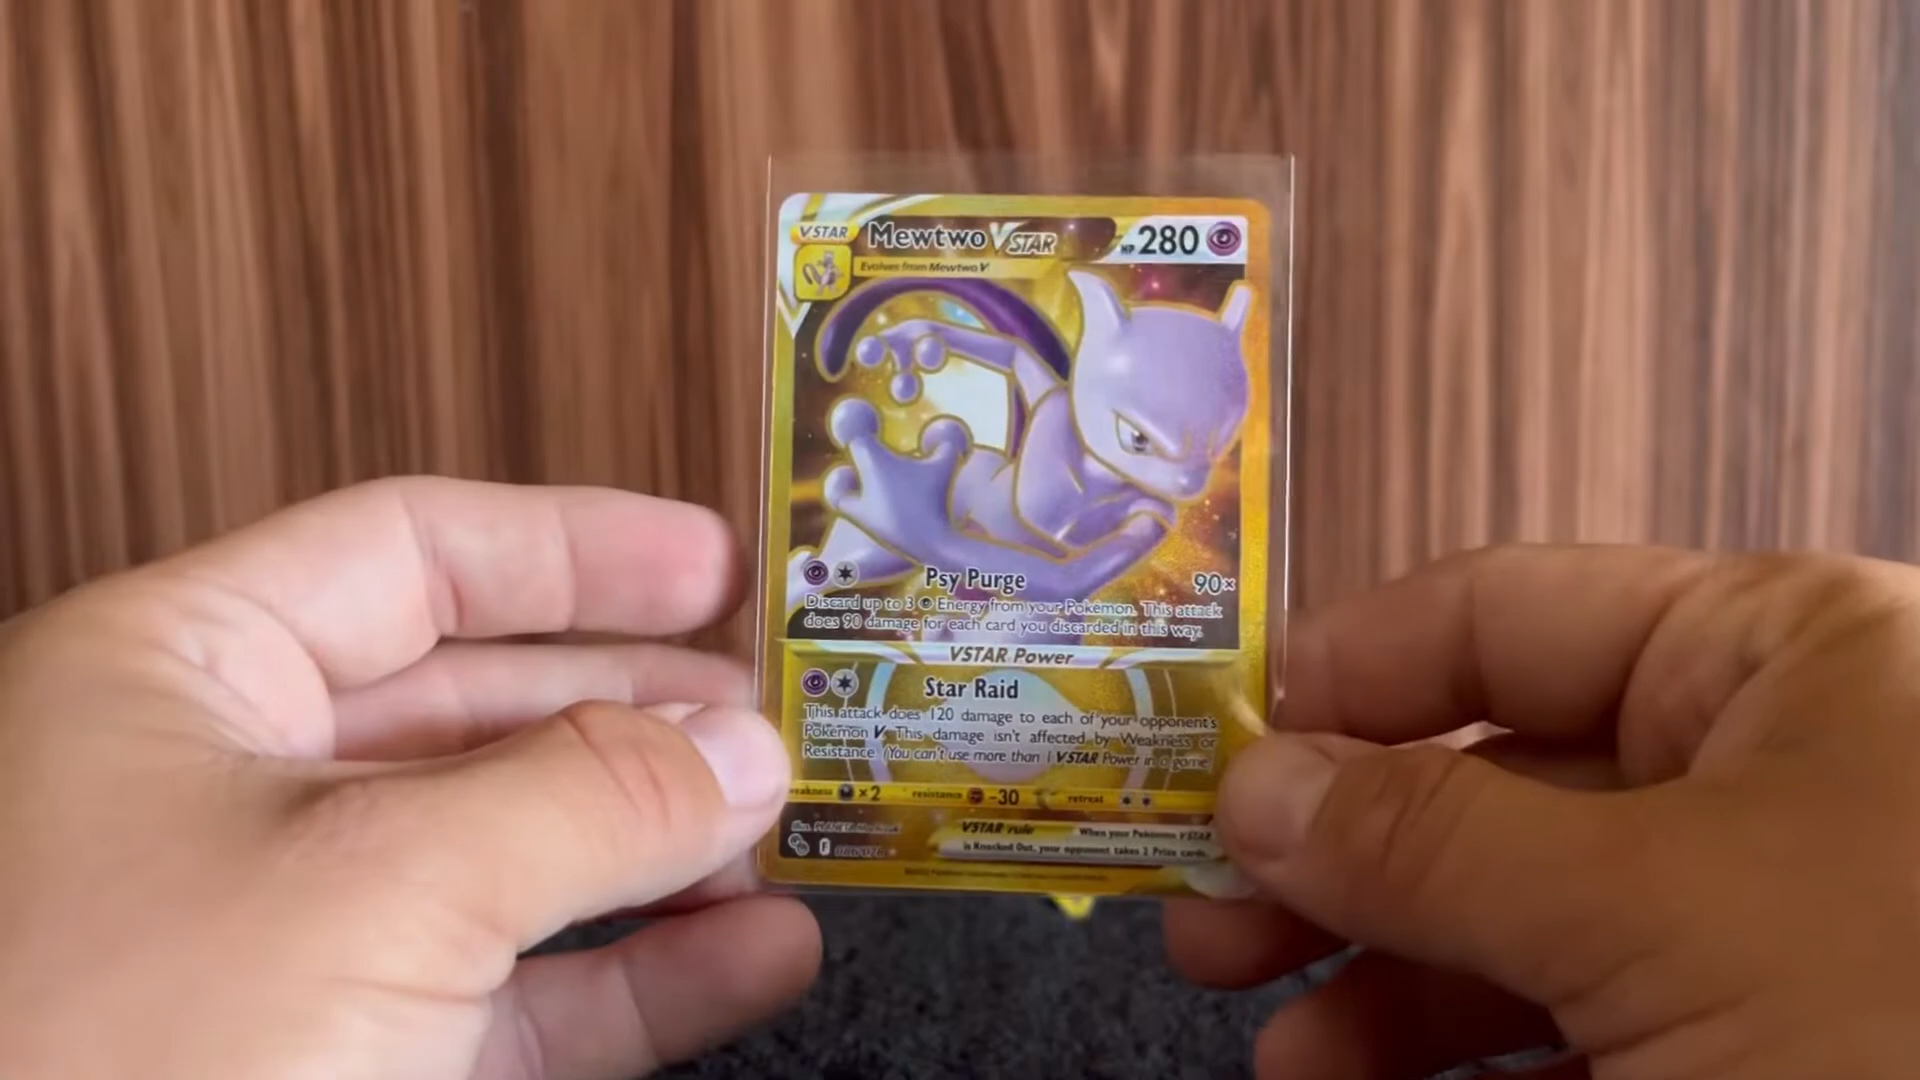 VSTAR Mewtwo VSTAR HP 280
Evolves from Mewtwo V
Psy Purge 90×
Discard up to 3 Energy from your Pokémon. This attack
does 90 damage for each card you discarded in this way.
VSTAR Power
Star Raid
This attack does 120 damage to each of your opponent's
Pokémon V. This damage isn't affected by Weakness or
Resistance. (You can't use more than 1 VSTAR Power in a game
weakness ×2 resistance -30 retreat
Illus. PLANETA
VSTAR rule When your Pokémon VSTAR
is Knocked Out, your opponent takes 2 Prize cards.
F